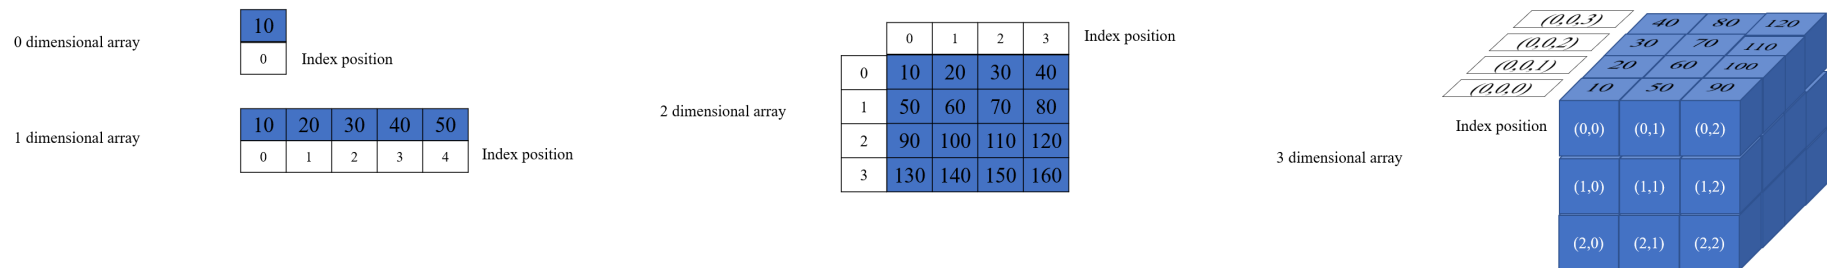 0 dimensional array
10
0
Index position
1 dimensional array
10 20 30 40 50
0 1 2 3 4
Index position
2 dimensional array
0 1 2 3
Index position
0 10 20 30 40
1 50 60 70 80
2 90 100 110 120
3 130 140 150 160
3 dimensional array
(0,0,3) 40 80 120
(0,0,2) 30 70 110
(0,0,1) 20 60 100
(0,0,0) 10 50 90
Index position
(0,0) (0,1) (0,2)
(1,0) (1,1) (1,2)
(2,0) (2,1) (2,2)